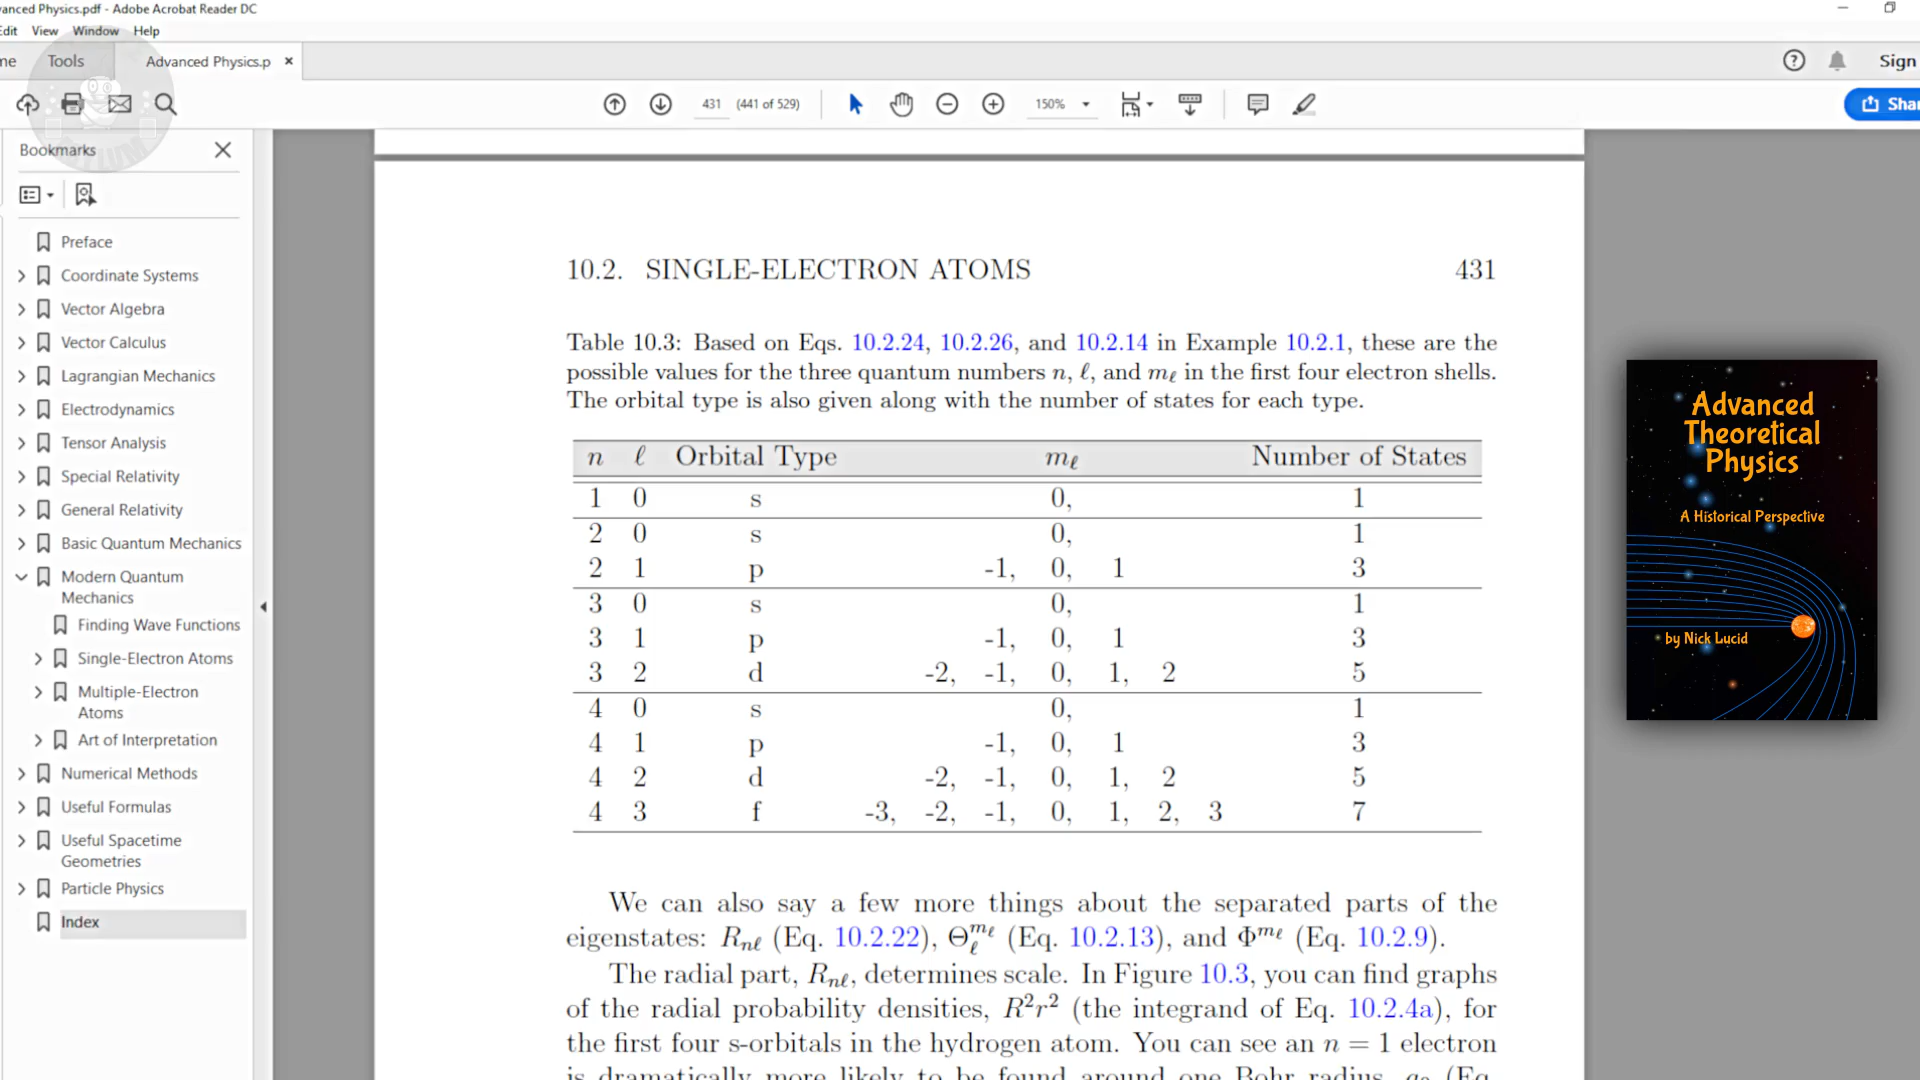 vanced Physics.pdf - Adobe Acrobat Reader DC
Edit View Window Help
me Tools Advanced Physics.p
Sign
431 (441 of 529) 150%
Shar
Bookmarks
Preface
Coordinate Systems
Vector Algebra
Vector Calculus
Lagrangian Mechanics
Electrodynamics
Tensor Analysis
Special Relativity
General Relativity
Basic Quantum Mechanics
Modern Quantum
Mechanics
Finding Wave Functions
Single-Electron Atoms
Multiple-Electron
Atoms
Art of Interpretation
Numerical Methods
Useful Formulas
Useful Spacetime
Geometries
Particle Physics
Index
10.2. SINGLE-ELECTRON ATOMS 431
Table 10.3: Based on Eqs. 10.2.24, 10.2.26, and 10.2.14 in Example 10.2.1, these are the
possible values for the three quantum numbers n, ℓ, and mℓ in the first four electron shells.
The orbital type is also given along with the number of states for each type.
n ℓ Orbital Type mℓ Number of States
1 0 s 0, 1
2 0 s 0, 1
2 1 p -1, 0, 1 3
3 0 s 0, 1
3 1 p -1, 0, 1 3
3 2 d -2, -1, 0, 1, 2 5
4 0 s 0, 1
4 1 p -1, 0, 1 3
4 2 d -2, -1, 0, 1, 2 5
4 3 f -3, -2, -1, 0, 1, 2, 3 7
We can also say a few more things about the separated parts of the
eigenstates: Rnℓ (Eq. 10.2.22), Θℓ^mℓ (Eq. 10.2.13), and Φ^mℓ (Eq. 10.2.9).
The radial part, Rnℓ, determines scale. In Figure 10.3, you can find graphs
of the radial probability densities, R²r² (the integrand of Eq. 10.2.4a), for
the first four s-orbitals in the hydrogen atom. You can see an n = 1 electron
is dramatically more likely to be found around one Bohr radius, a0 (Eq.
Advanced
Theoretical
Physics
A Historical Perspective
by Nick Lucid